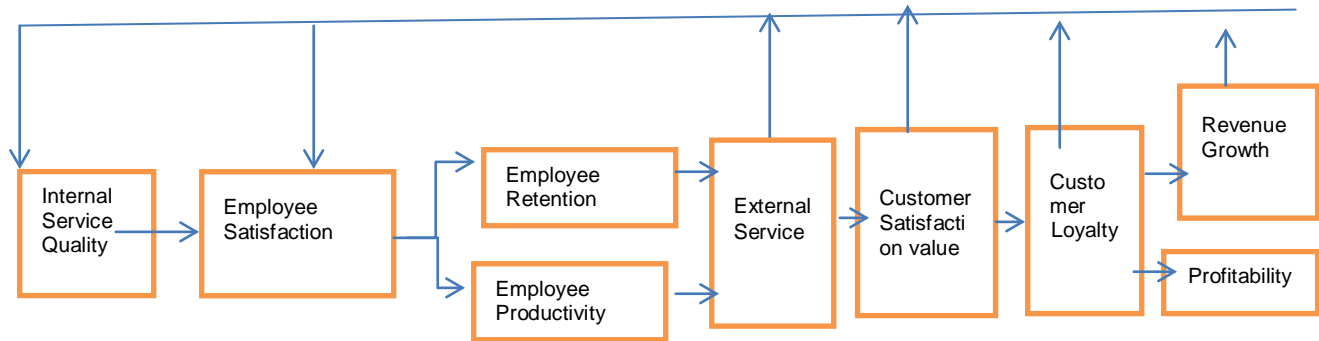 Internal
Service
Quality
Employee
Satisfaction
Employee
Retention
Employee
Productivity
External
Service
Customer
Satisfacti
on value
Custo
mer
Loyalty
Revenue
Growth
Profitability